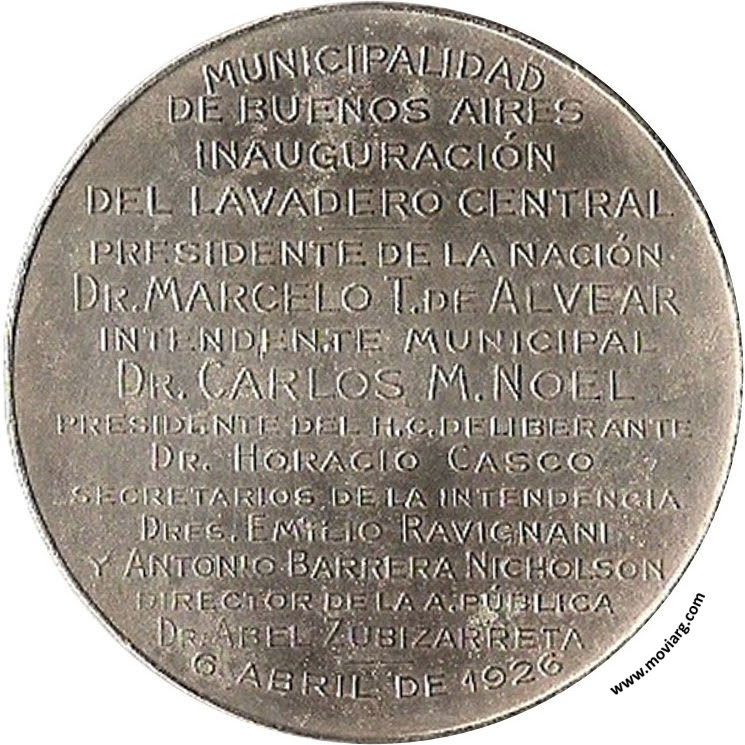 MUNICIPALIDAD
DE BUENOS AIRES
INAUGURACIÓN
DEL LAVADERO CENTRAL
PRESIDENTE DE LA NACIÓN
DR. MARCELO T. DE ALVEAR
INTENDENTE MUNICIPAL
DR. CARLOS M. NOEL
PRESIDENTE DEL H.C. DELIBERANTE
DR. HORACIO CASCO
SECRETARIOS DE LA INTENDENCIA
DRES. EMILIO RAVIGNANI
Y ANTONIO BARRERA NICHOLSON
DIRECTOR DE LA A. PÚBLICA
DR. ABEL ZUBIZARRETA
6 ABRIL DE 1926
www.moviarg.com